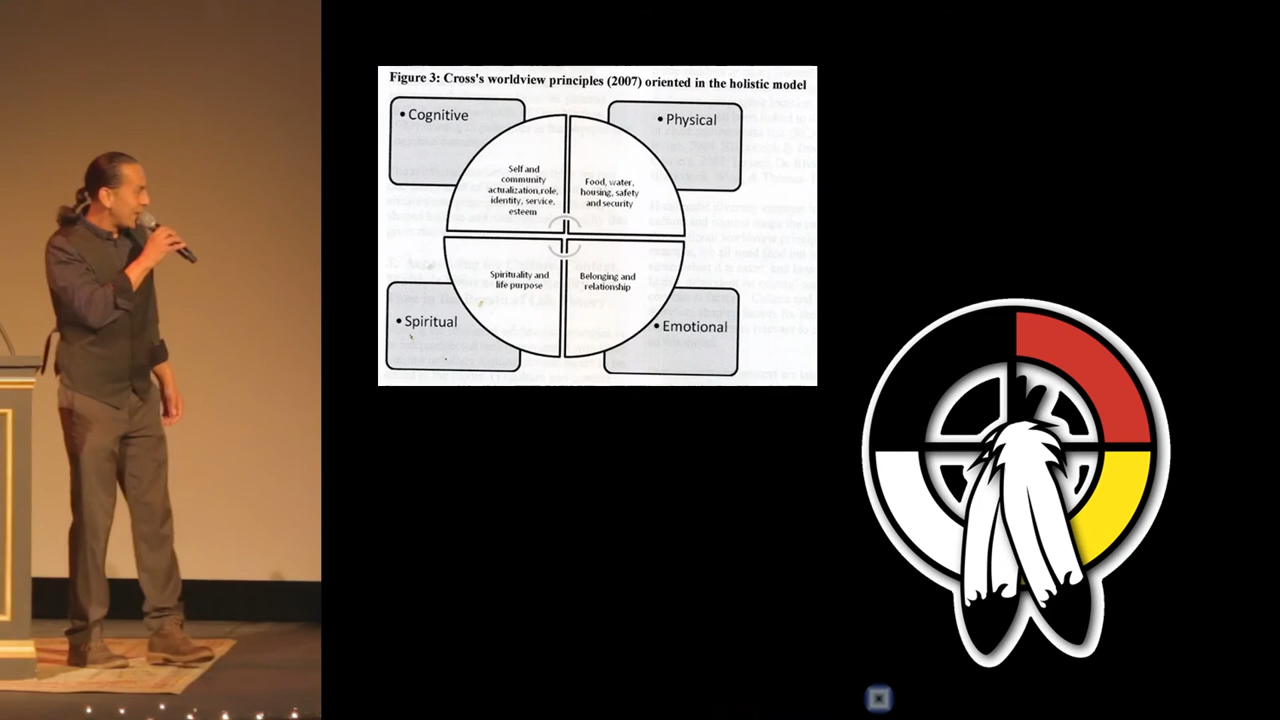 Figure 3: Cross's worldview principles (2007) oriented in the holistic model
• Cognitive
• Physical
Self and
community
actualization,role,
identity, service,
esteem
Food, water,
housing, safety
and security
Spirituality and
life purpose
Belonging and
relationship
• Spiritual
• Emotional